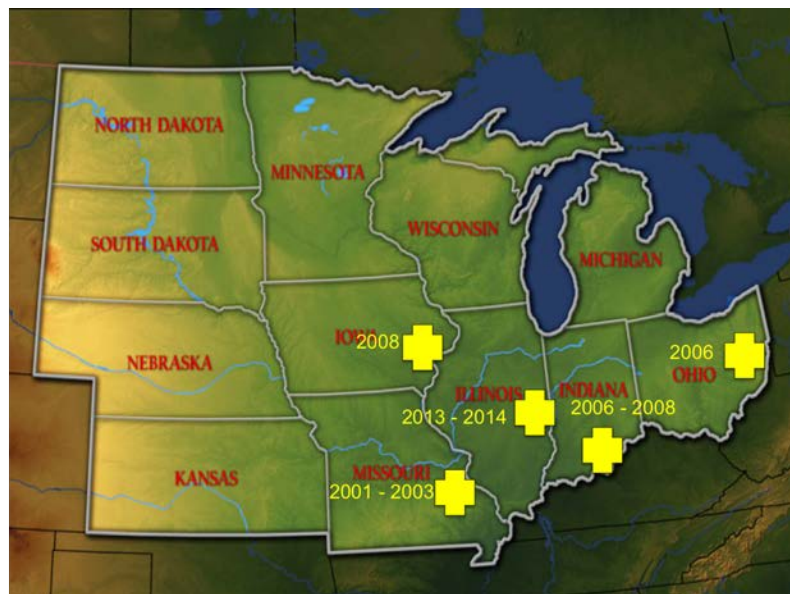 NORTH DAKOTA
MINNESOTA
SOUTH DAKOTA
WISCONSIN
MICHIGAN
IOWA
2008
NEBRASKA
2006
OHIO
ILLINOIS
INDIANA
2013 - 2014
2006 - 2008
KANSAS
MISSOURI
2001 - 2003